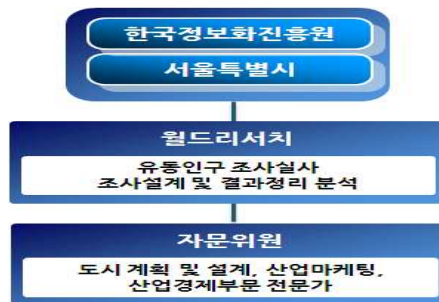 한국정보화진흥원
서울특별시
월드리서치
유동인구 조사실사
조사설계 및 결과정리 분석
자문위원
도시 계획 및 설계, 산업마케팅,
산업경제부문 전문가